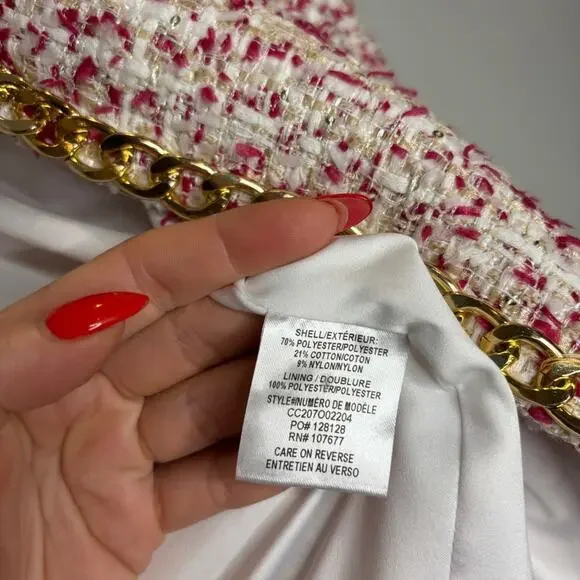 SHELL/EXTÉRIEUR:
70% POLYESTER/POLYESTER
21% COTTON/COTON
9% NYLON/NYLON
LINING / DOUBLURE
100% POLYESTER/POLYESTER
STYLE#/NUMÉRO DE MODÈLE
CC207O02204
PO# 128128
RN# 107677
CARE ON REVERSE
ENTRETIEN AU VERSO